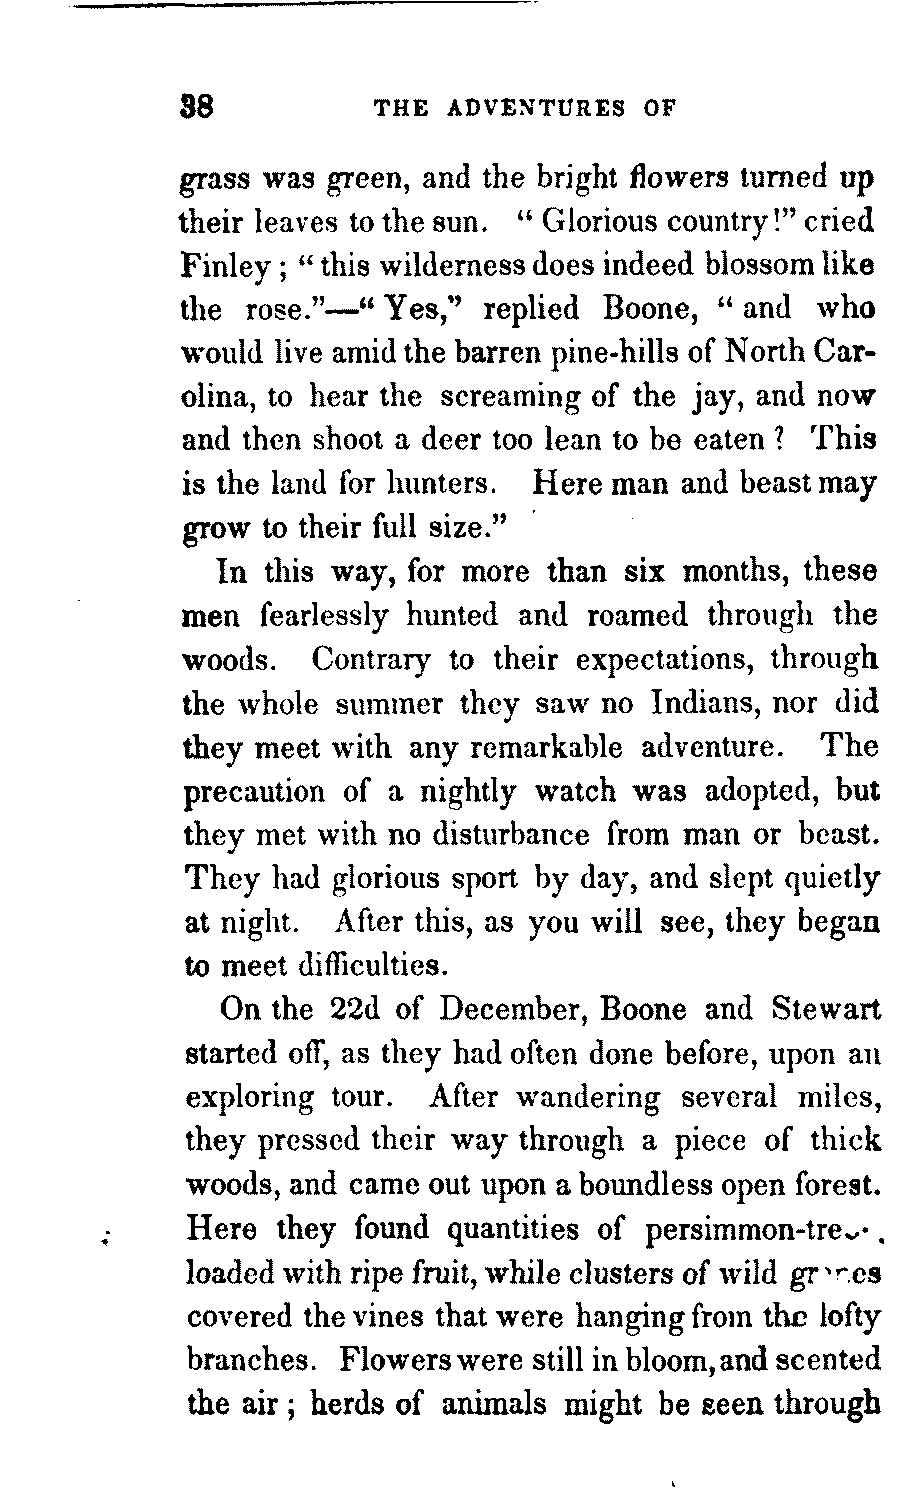 38 THE ADVENTURES OF
grass was green, and the bright flowers turned up
their leaves to the sun. " Glorious country!" cried
Finley ; " this wilderness does indeed blossom like
the rose."—" Yes," replied Boone, " and who
would live amid the barren pine-hills of North Car-
olina, to hear the screaming of the jay, and now
and then shoot a deer too lean to be eaten ? This
is the land for hunters. Here man and beast may
grow to their full size."
In this way, for more than six months, these
men fearlessly hunted and roamed through the
woods. Contrary to their expectations, through
the whole summer they saw no Indians, nor did
they meet with any remarkable adventure. The
precaution of a nightly watch was adopted, but
they met with no disturbance from man or beast.
They had glorious sport by day, and slept quietly
at night. After this, as you will see, they began
to meet difficulties.
On the 22d of December, Boone and Stewart
started off, as they had often done before, upon an
exploring tour. After wandering several miles,
they pressed their way through a piece of thick
woods, and came out upon a boundless open forest.
Here they found quantities of
loaded with ripe fruit, while clusters of wild
covered the vines that were hanging from the lofty
branches. Flowers were still in bloom, and scented
the air ; herds of animals might be seen through